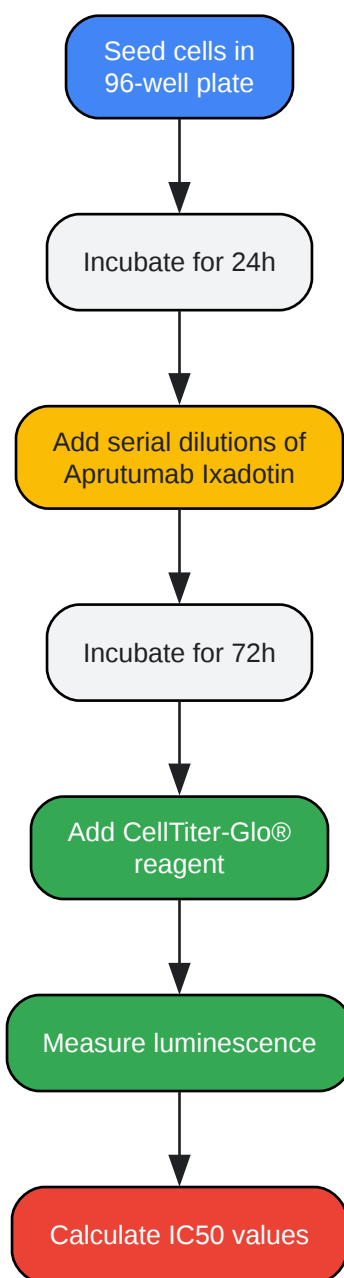 Seed cells in
96-well plate
Incubate for 24h
Add serial dilutions of
Aprutumab Ixadotin
Incubate for 72h
Add CellTiter-Glo®
reagent
Measure luminescence
Calculate IC50 values